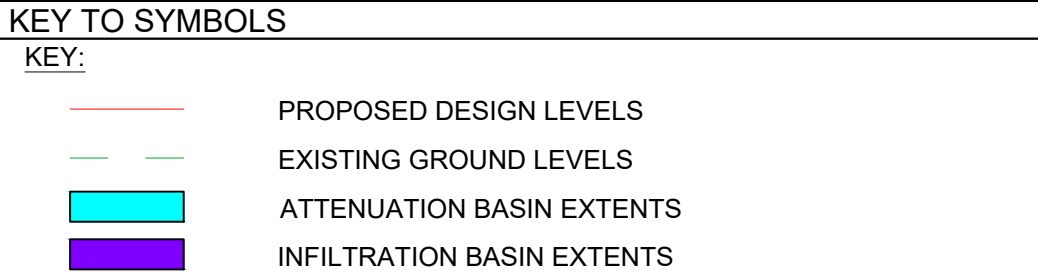 KEY TO SYMBOLS
KEY:
PROPOSED DESIGN LEVELS
EXISTING GROUND LEVELS
ATTENUATION BASIN EXTENTS
INFILTRATION BASIN EXTENTS